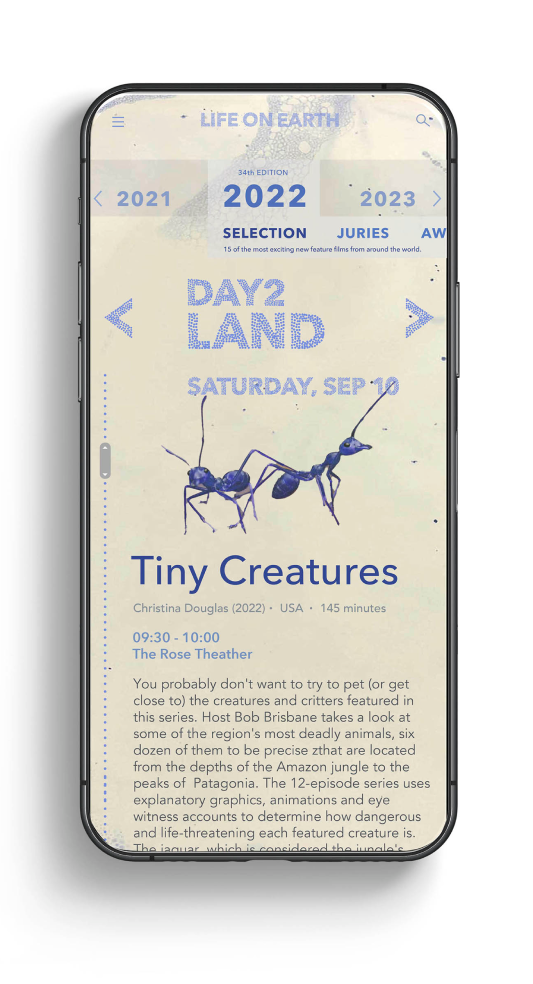 LIFE ON EARTH
34th EDITION
2021 2022 2023
SELECTION JURIES AW
15 of the most exciting new feature films from around the world.
DAY2
LAND
SATURDAY, SEP 10
Tiny Creatures
Christina Douglas (2022) · USA · 145 minutes
09:30 - 10:00
The Rose Theather
You probably don't want to try to pet (or get
close to) the creatures and critters featured in
this series. Host Bob Brisbane takes a look at
some of the region's most deadly animals, six
dozen of them to be precise zthat are located
from the depths of the Amazon jungle to the
peaks of Patagonia. The 12-episode series uses
explanatory graphics, animations and eye
witness accounts to determine how dangerous
and life-threatening each featured creature is.
The jaguar, which is considered the jungle's